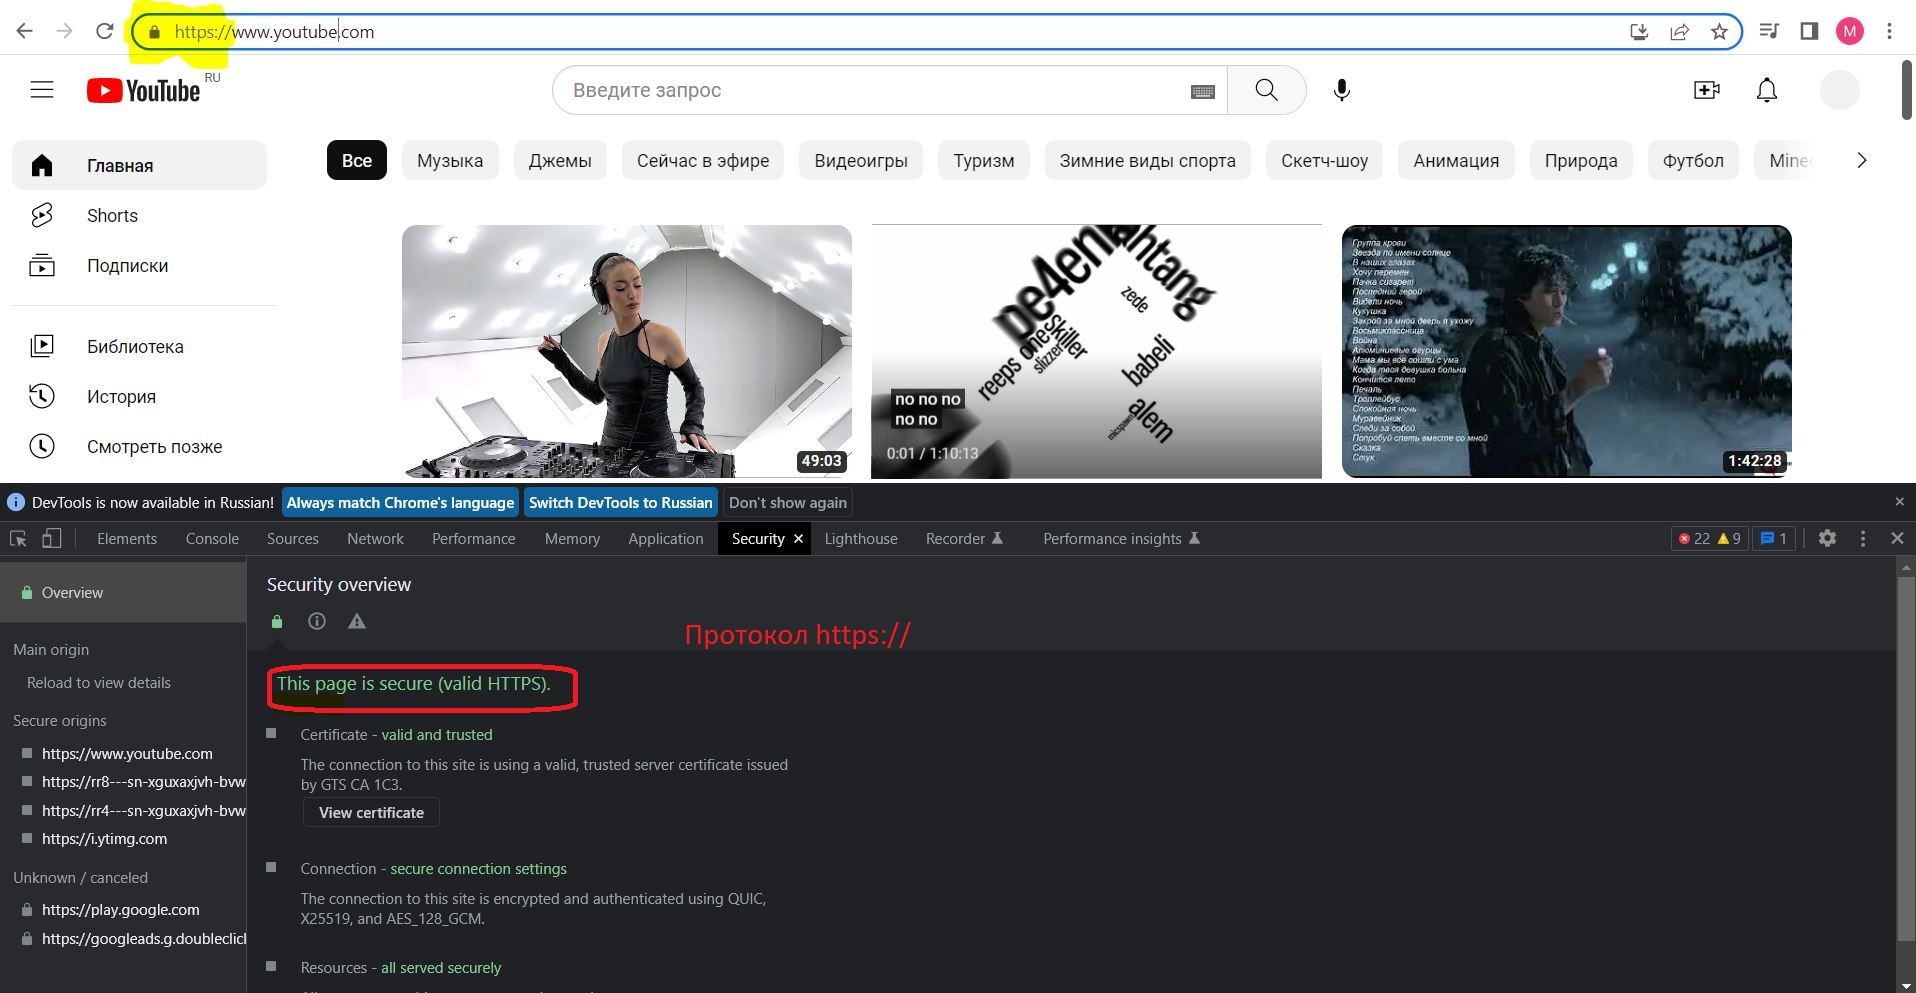 https://www.youtube.com
M
YouTube
RU
Введите запрос
Главная
Shorts
Подписки
Библиотека
История
Смотреть позже
Все
Музыка
Джемы
Сейчас в эфире
Видеоигры
Туризм
Зимние виды спорта
Скетч-шоу
Анимация
Природа
Футбол
Minec
49:03
pe4en
ntang
zede
skiller
reeps one
slizzer
babeli
alem
no no no
no no
0:01 / 1:10:13
Группа крови
Звезда по имени солнце
В наших глазах
Хочу перемен
Пачка сигарет
Последний герой
Видели ночь
Кукушка
Закрой за мной дверь я ухожу
Восьмиклассница
Война
Алюминиевые огурцы
Мама мы все сошли с ума
Когда твоя девушка больна
Кончится лето
Печаль
Троллейбус
Спокойная ночь
Муравейник
Следи за собой
Попробуй спеть вместе со мной
Сказка
Стук
1:42:28
DevTools is now available in Russian!
Always match Chrome's language
Switch DevTools to Russian
Don't show again
Elements
Console
Sources
Network
Performance
Memory
Application
Security
Lighthouse
Recorder
Performance insights
22
9
1
Overview
Main origin
Reload to view details
Secure origins
https://www.youtube.com
https://rr8---sn-xguxaxjvh-bvw
https://rr4---sn-xguxaxjvh-bvw
https://i.ytimg.com
Unknown / canceled
https://play.google.com
https://googleads.g.doubleclicl
Security overview
Протокол https://
This page is secure (valid HTTPS).
Certificate - valid and trusted
The connection to this site is using a valid, trusted server certificate issued
by GTS CA 1C3.
View certificate
Connection - secure connection settings
The connection to this site is encrypted and authenticated using QUIC,
X25519, and AES_128_GCM.
Resources - all served securely